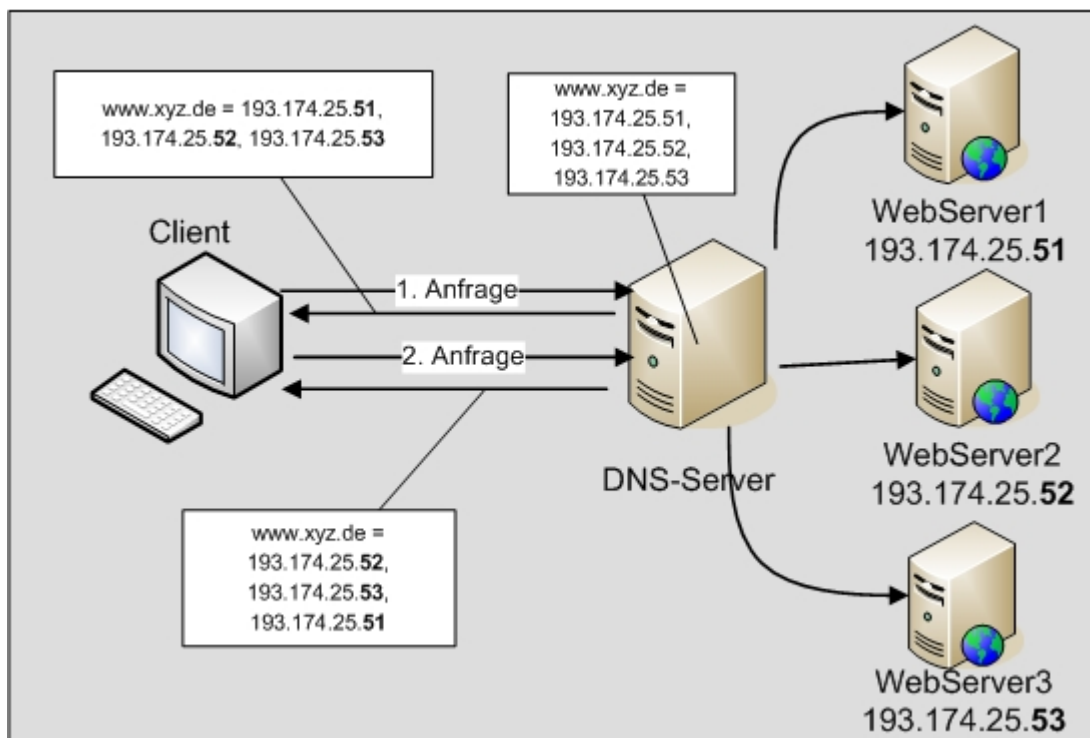 www.xyz.de = 193.174.25.51,
193.174.25.52, 193.174.25.53
www.xyz.de =
193.174.25.51,
193.174.25.52,
193.174.25.53
WebServer1
193.174.25.51
Client
1. Anfrage
2. Anfrage
DNS-Server
WebServer2
193.174.25.52
www.xyz.de =
193.174.25.52,
193.174.25.53,
193.174.25.51
WebServer3
193.174.25.53